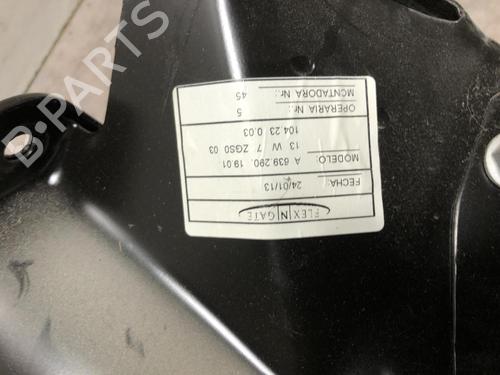 FLEX N GATE
FECHA: 24/01/13
MODELO: A 639 290. 19 01
13 W 7 ZGS0 03
104 23 0.03
OPERARIA Nr.: 5
MONTADORA Nr.: 45
B-PARTS